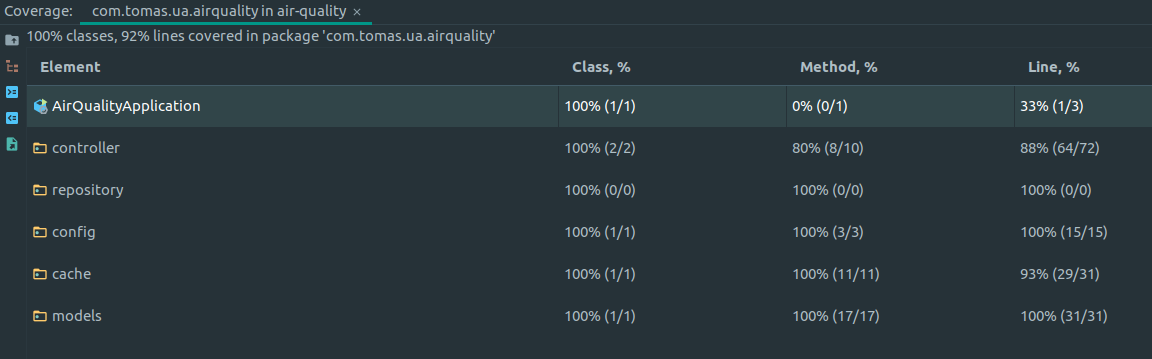 Coverage: com.tomas.ua.airquality in air-quality ×
100% classes, 92% lines covered in package 'com.tomas.ua.airquality'
Element Class, % Method, % Line, %
AirQualityApplication 100% (1/1) 0% (0/1) 33% (1/3)
controller 100% (2/2) 80% (8/10) 88% (64/72)
repository 100% (0/0) 100% (0/0) 100% (0/0)
config 100% (1/1) 100% (3/3) 100% (15/15)
cache 100% (1/1) 100% (11/11) 93% (29/31)
models 100% (1/1) 100% (17/17) 100% (31/31)